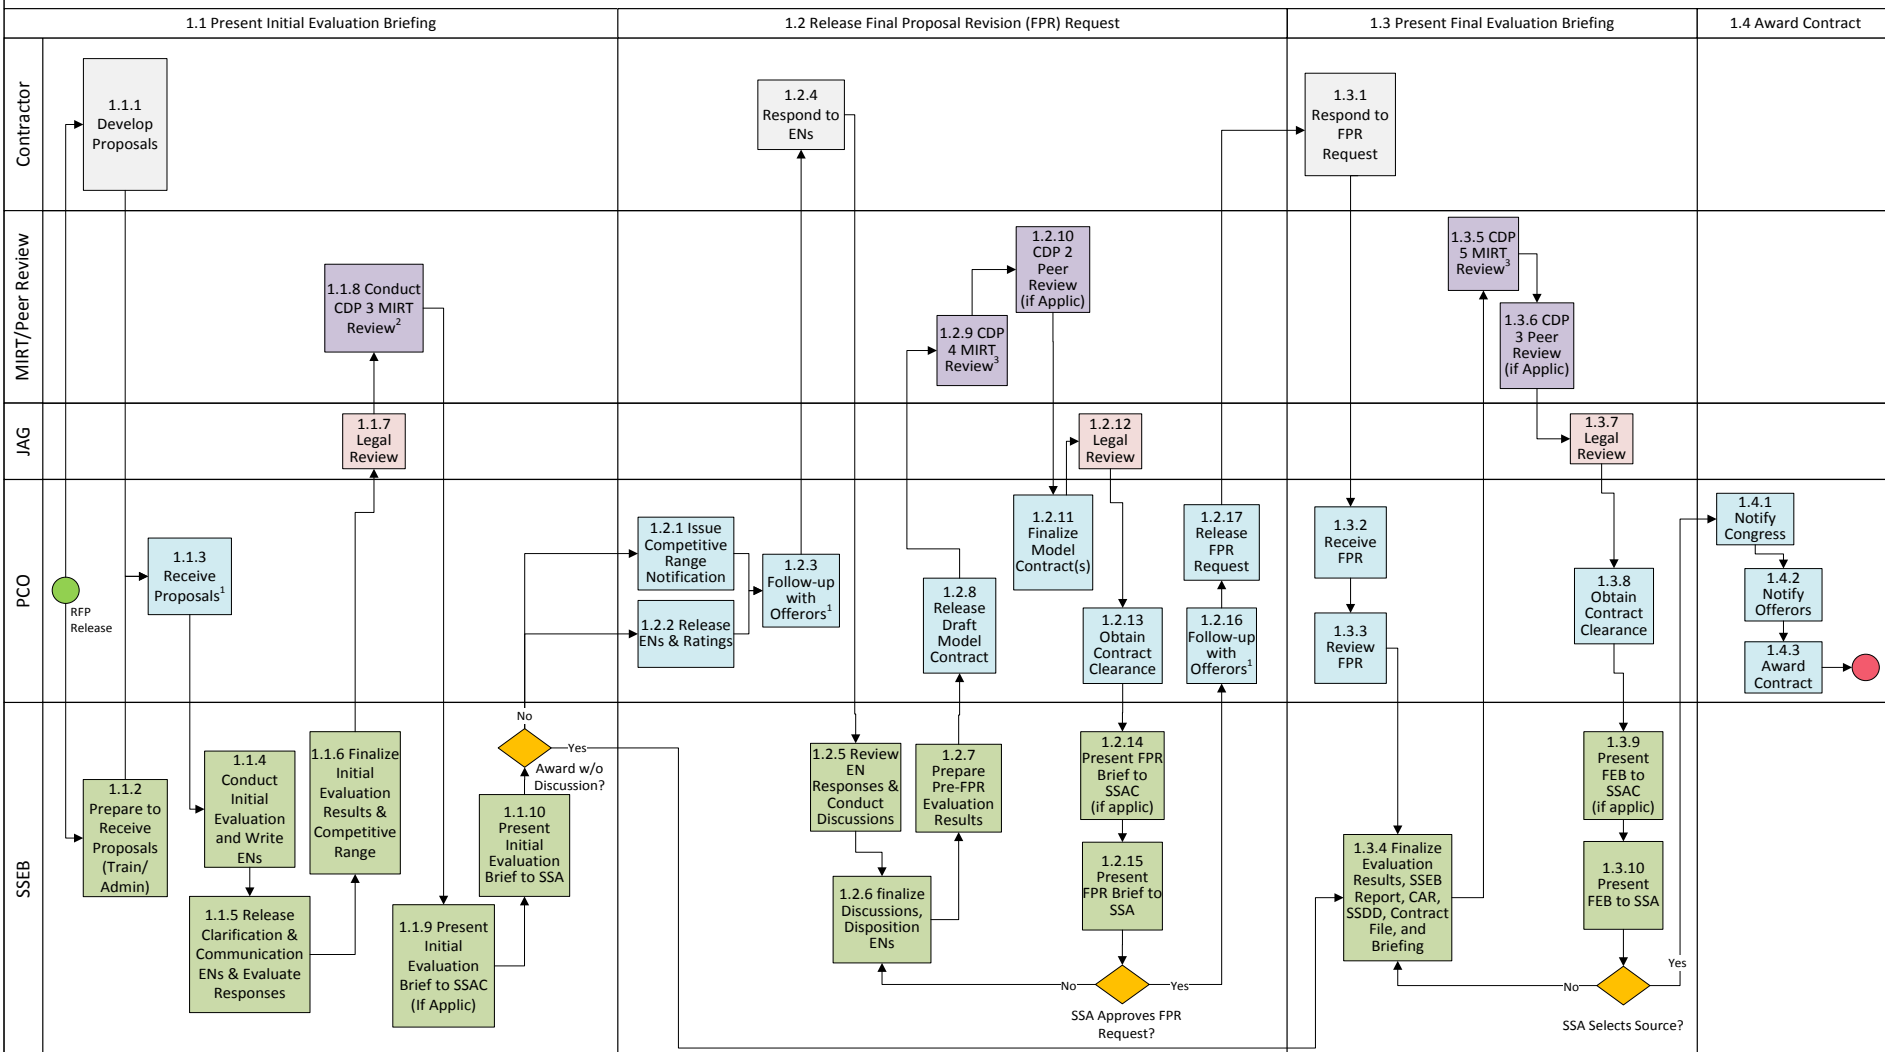 1.1 Present Initial Evaluation Briefing
1.2 Release Final Proposal Revision (FPR) Request
1.3 Present Final Evaluation Briefing
1.4 Award Contract
Contractor
1.1.1
Develop
Proposals
1.2.4
Respond to
ENs
1.3.1
Respond to
FPR
Request
MIRT/Peer Review
1.1.8 Conduct
CDP 3 MIRT
Review²
1.2.9 CDP
4 MIRT
Review³
1.2.10
CDP 2
Peer
Review
(if Applic)
1.3.5 CDP
5 MIRT
Review³
1.3.6 CDP
3 Peer
Review
(if Applic)
JAG
1.1.7
Legal
Review
1.2.12
Legal
Review
1.3.7
Legal
Review
PCO
RFP
Release
1.1.3
Receive
Proposals¹
1.2.1 Issue
Competitive
Range
Notification
1.2.2 Release
ENs & Ratings
1.2.3
Follow-up
with
Offerors¹
1.2.8
Release
Draft
Model
Contract
1.2.11
Finalize
Model
Contract(s)
1.2.13
Obtain
Contract
Clearance
1.2.17
Release
FPR
Request
1.2.16
Follow-up
with
Offerors¹
1.3.2
Receive
FPR
1.3.3
Review
FPR
1.3.8
Obtain
Contract
Clearance
1.4.1
Notify
Congress
1.4.2
Notify
Offerors
1.4.3
Award
Contract
SSEB
1.1.2
Prepare to
Receive
Proposals
(Train/
Admin)
1.1.4
Conduct
Initial
Evaluation
and Write
ENs
1.1.5 Release
Clarification &
Communication
ENs & Evaluate
Responses
1.1.6 Finalize
Initial
Evaluation
Results &
Competitive
Range
1.1.9 Present
Initial
Evaluation
Brief to SSAC
(If Applic)
1.1.10
Present
Initial
Evaluation
Brief to SSA
No
Yes
Award w/o
Discussion?
1.2.5 Review
EN
Responses &
Conduct
Discussions
1.2.6 finalize
Discussions,
Disposition
ENs
1.2.7
Prepare
Pre-FPR
Evaluation
Results
1.2.14
Present FPR
Brief to
SSAC
(if applic)
1.2.15
Present
FPR Brief to
SSA
No
Yes
SSA Approves FPR
Request?
1.3.4 Finalize
Evaluation
Results, SSEB
Report, CAR,
SSDD, Contract
File, and
Briefing
1.3.9
Present
FEB to
SSAC
(if applic)
1.3.10
Present
FEB to SSA
No
Yes
SSA Selects Source?